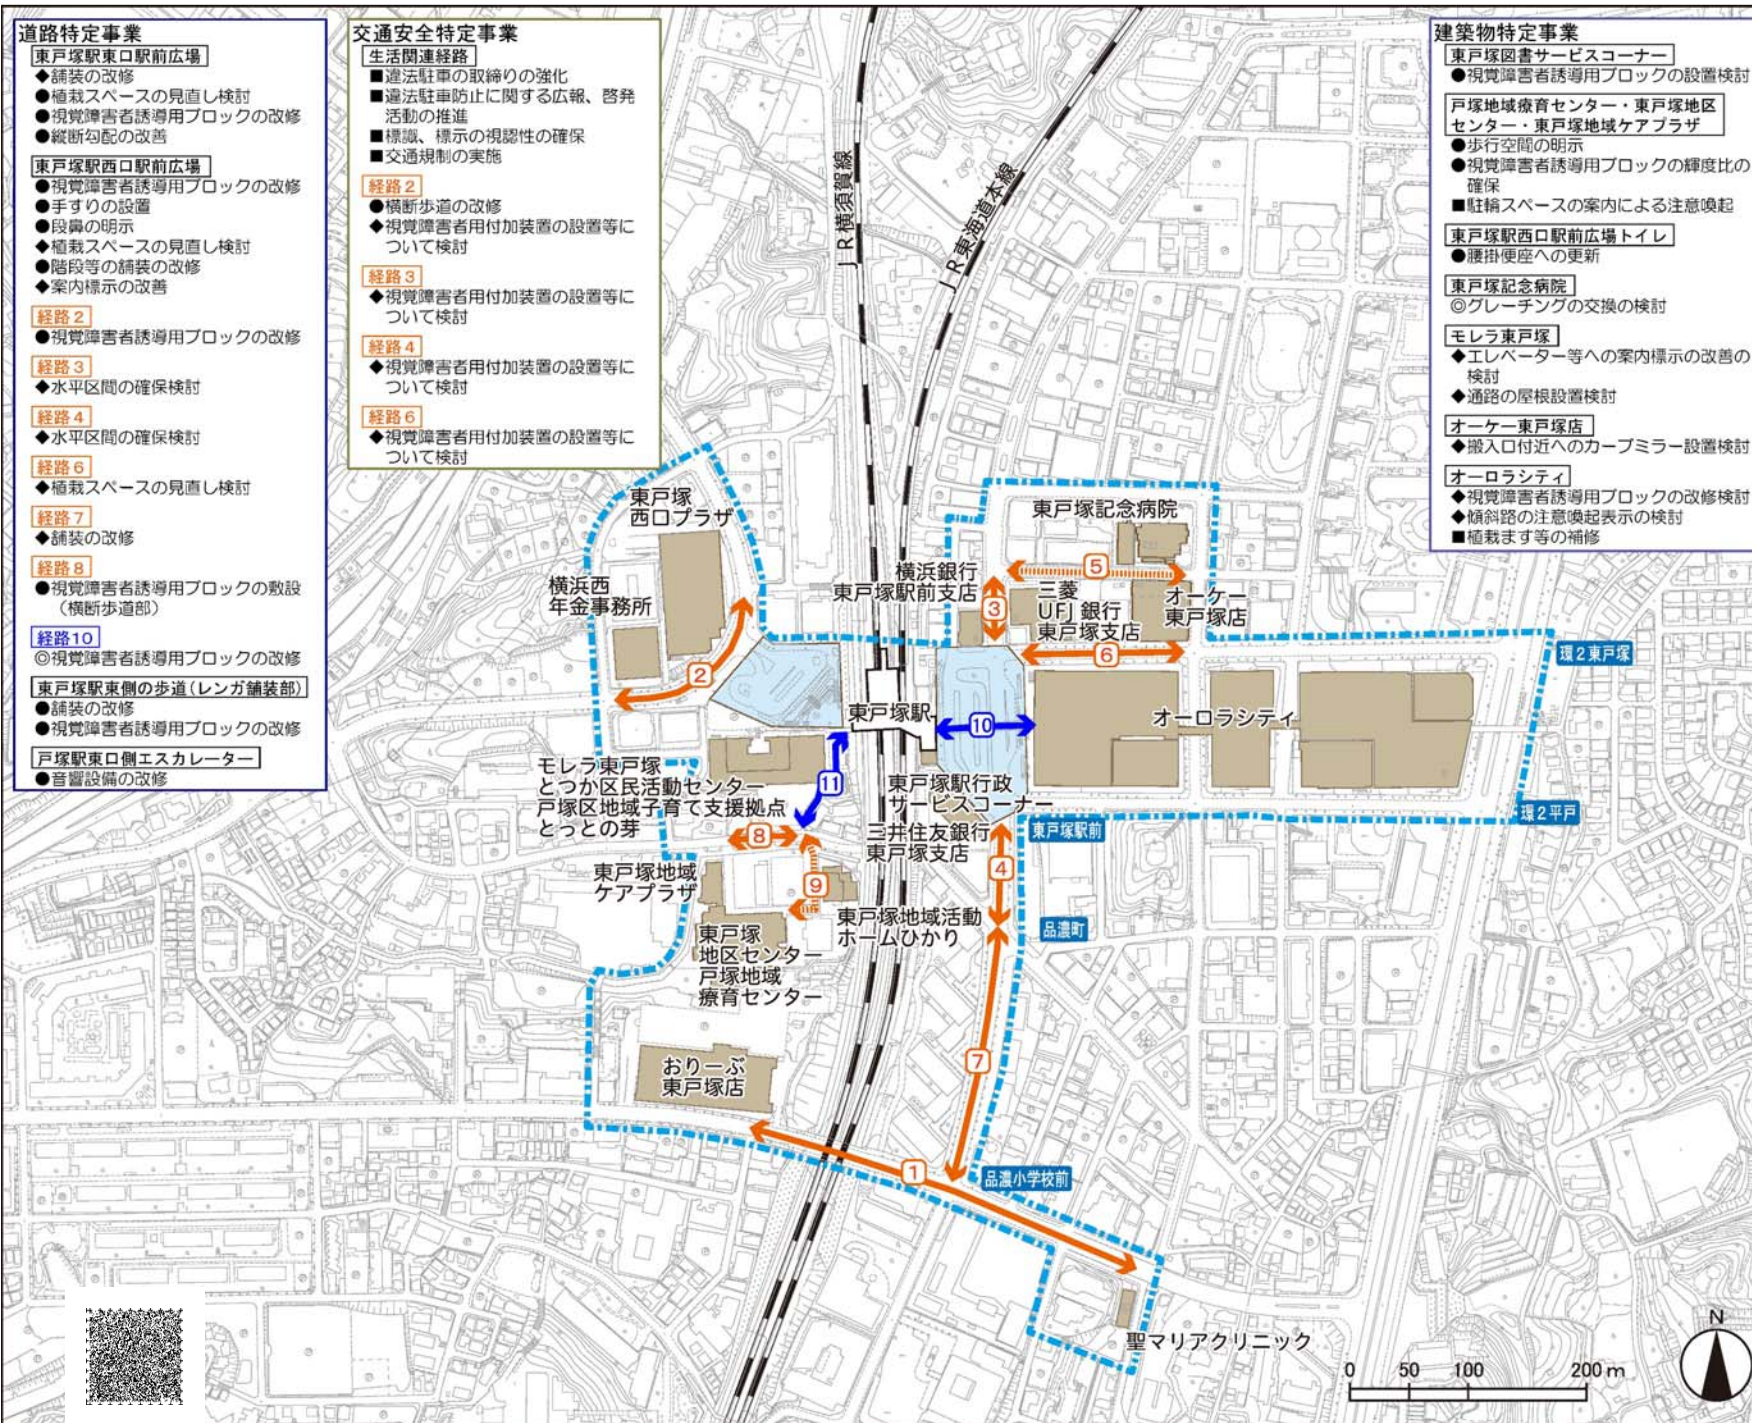 道路特定事業
東戸塚駅東口駅前広場
◆舗装の改修
●植栽スペースの見直し検討
●視覚障害者誘導用ブロックの改修
●縦断勾配の改善
東戸塚駅西口駅前広場
●視覚障害者誘導用ブロックの改修
●手すりの設置
●段鼻の明示
◆植栽スペースの見直し検討
●階段等の舗装の改修
◆案内標示の改善
経路2
●視覚障害者誘導用ブロックの改修
経路3
◆水平区間の確保検討
経路4
◆水平区間の確保検討
経路6
◆植栽スペースの見直し検討
経路7
◆舗装の改修
経路8
●視覚障害者誘導用ブロックの敷設
（横断歩道部）
経路10
◎視覚障害者誘導用ブロックの改修
東戸塚駅東側の歩道（レンガ舗装部）
●舗装の改修
●視覚障害者誘導用ブロックの改修
戸塚駅東口側エスカレーター
●音響設備の改修
交通安全特定事業
生活関連経路
■違法駐車の取締りの強化
■違法駐車防止に関する広報、啓発
活動の推進
■標識、標示の視認性の確保
■交通規制の実施
経路2
●横断歩道の改修
◆視覚障害者用付加装置の設置等に
ついて検討
経路3
◆視覚障害者用付加装置の設置等に
ついて検討
経路4
◆視覚障害者用付加装置の設置等に
ついて検討
経路6
◆視覚障害者用付加装置の設置等に
ついて検討
建築物特定事業
東戸塚図書サービスコーナー
●視覚障害者誘導用ブロックの設置検討
戸塚地域療育センター・東戸塚地区
センター・東戸塚地域ケアプラザ
●歩行空間の明示
●視覚障害者誘導用ブロックの輝度比の
確保
■駐輪スペースの案内による注意喚起
東戸塚駅西口駅前広場トイレ
●腰掛便座への更新
東戸塚記念病院
◎グレーチングの交換の検討
モレラ東戸塚
◆エレベーター等への案内標示の改善の
検討
◆通路の屋根設置検討
オーケー東戸塚店
◆搬入口付近へのカーブミラー設置検討
オーロラシティ
◆視覚障害者誘導用ブロックの改修検討
◆傾斜路の注意喚起表示の検討
■植栽ます等の補修
JR横須賀線
JR東海道本線
東戸塚
西口プラザ
横浜西
年金事務所
東戸塚記念病院
横浜銀行
東戸塚駅前支店
三菱
UFJ銀行
東戸塚支店
オーケー
東戸塚店
5
3
6
2
環2東戸塚
東戸塚駅
10
オーロラシティ
モレラ東戸塚
とつか区民活動センター
戸塚区地域子育て支援拠点
とっとの芽
11
東戸塚駅行政
サービスコーナー
環2平戸
三井住友銀行
東戸塚支店
東戸塚駅前
8
4
東戸塚地域
ケアプラザ
9
東戸塚地域活動
ホームひかり
品濃町
東戸塚
地区センター
戸塚地域
療育センター
おりーぶ
東戸塚店
7
1
品濃小学校前
聖マリアクリニック
N
0 50 100 200 m